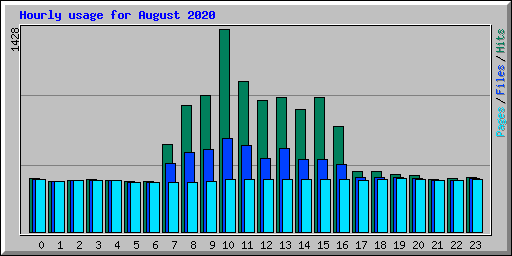 Hourly usage for August 2020
1428
Pages/Files/Hits
0 1 2 3 4 5 6 7 8 9 10 11 12 13 14 15 16 17 18 19 20 21 22 23